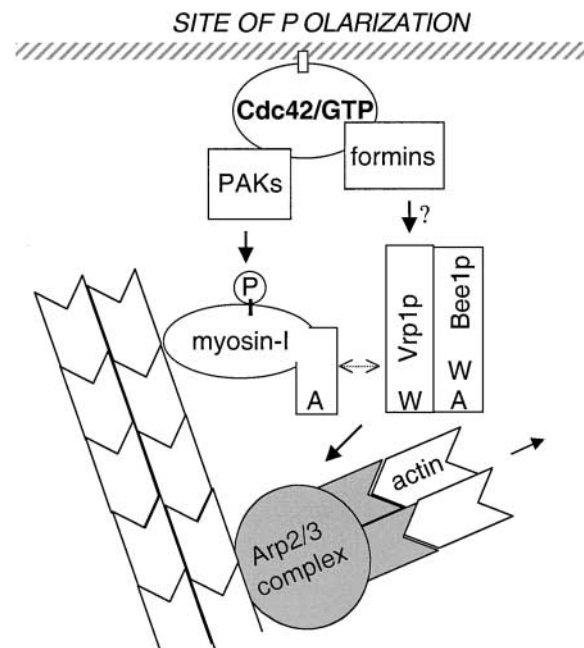 SITE OF P OLARIZATION
Cdc42/GTP
PAKs
formins
?
P
myosin-I
A
Vrp1p
W
Bee1p
W
A
actin
Arp2/3
complex